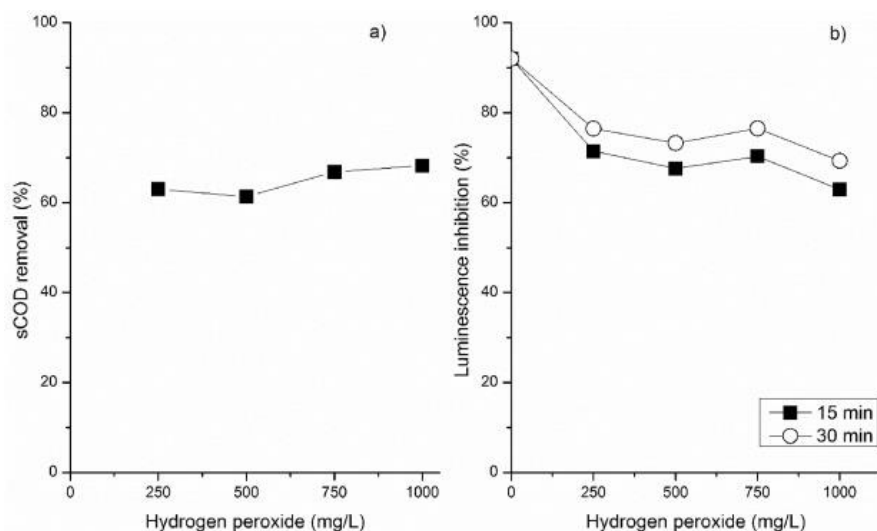 a)
100
80
60
40
20
0
sCOD removal (%)
0 250 500 750 1000
Hydrogen peroxide (mg/L)
b)
100
80
60
40
20
0
Luminescence inhibition (%)
15 min
30 min
0 250 500 750 1000
Hydrogen peroxide (mg/L)